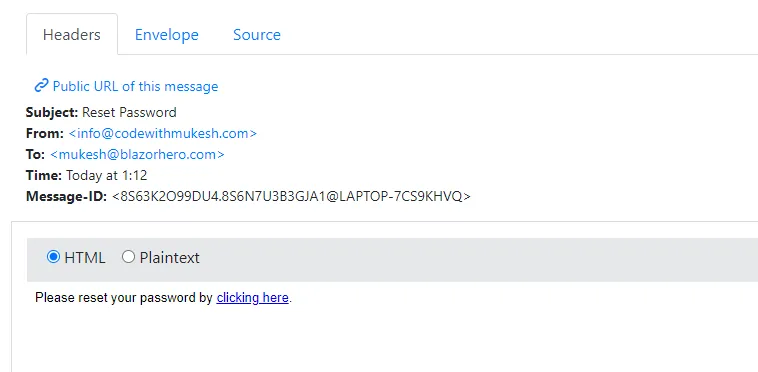 Headers Envelope Source
Public URL of this message
Subject: Reset Password
From: <info@codewithmukesh.com>
To: <mukesh@blazorhero.com>
Time: Today at 1:12
Message-ID: <8S63K2O99DU4.8S6N7U3B3GJA1@LAPTOP-7CS9KHVQ>
HTML Plaintext
Please reset your password by clicking here.